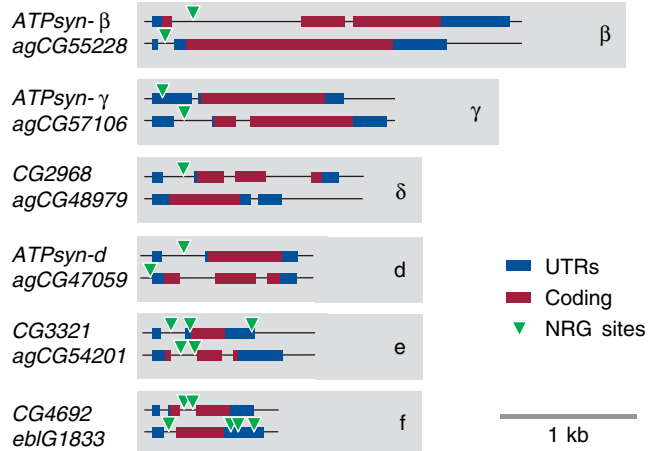 ATPsyn-β
agCG55228
β
ATPsyn-γ
agCG57106
γ
CG2968
agCG48979
δ
ATPsyn-d
agCG47059
d
CG3321
agCG54201
e
CG4692
eblG1833
f
UTRs
Coding
NRG sites
1 kb